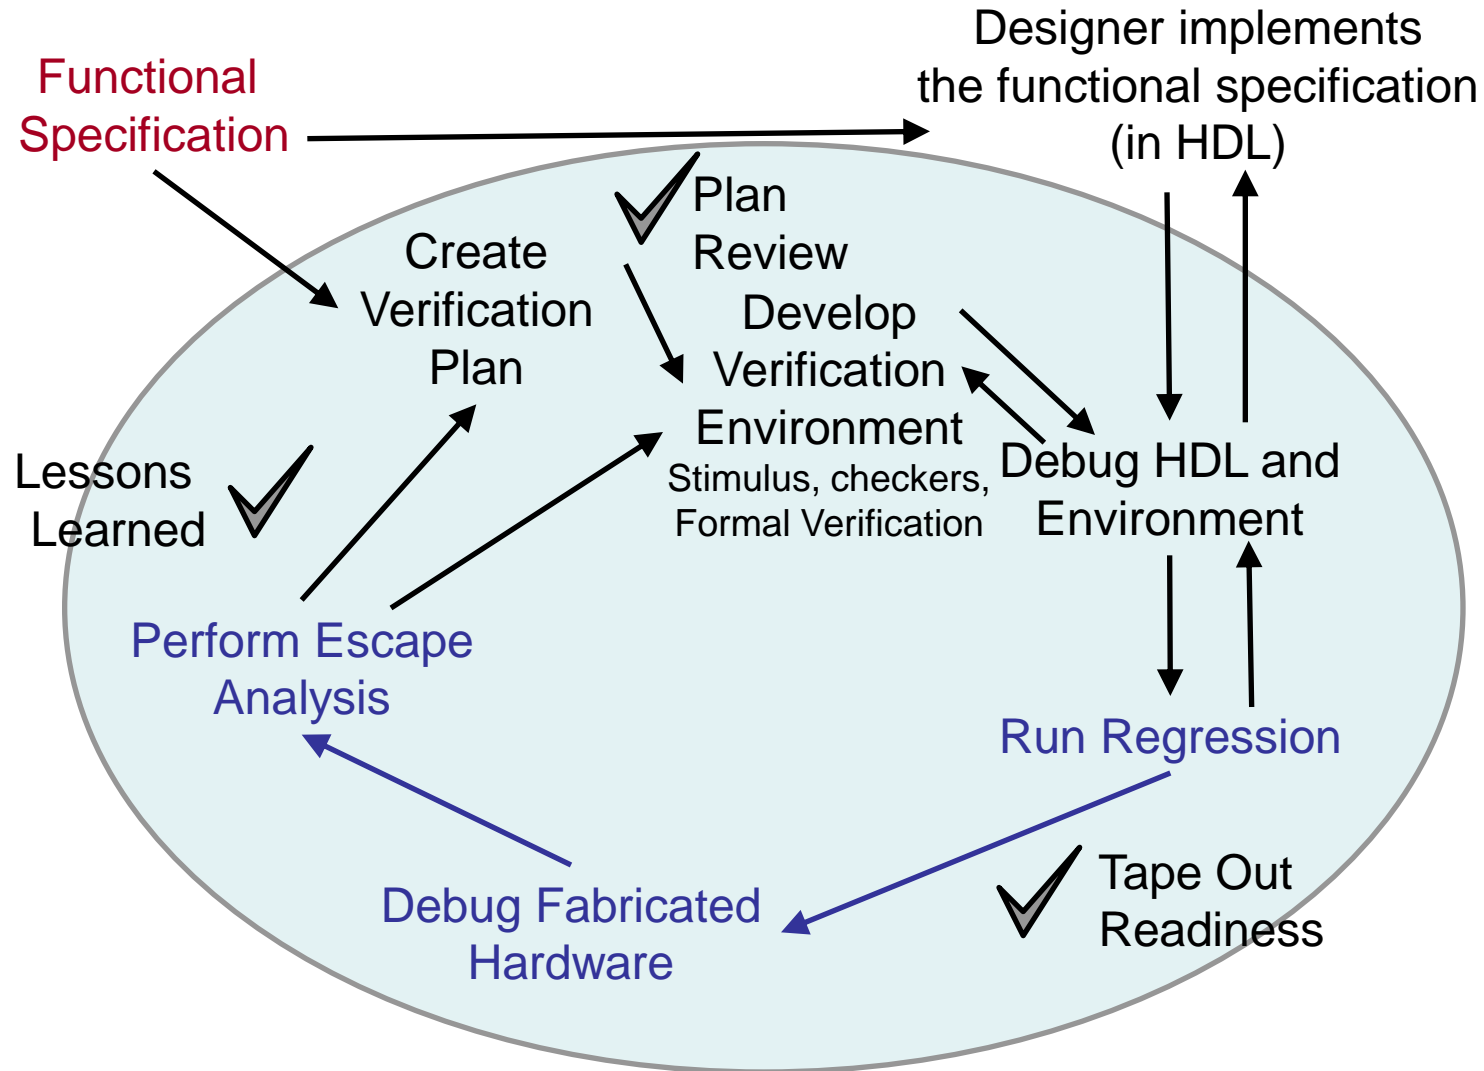 Designer implements
the functional specification
(in HDL)
Functional
Specification
Plan
Review
Create
Verification
Plan
Develop
Verification
Environment
Stimulus, checkers,
Formal Verification
Debug HDL and
Environment
Lessons
Learned
Perform Escape
Analysis
Run Regression
Tape Out
Readiness
Debug Fabricated
Hardware